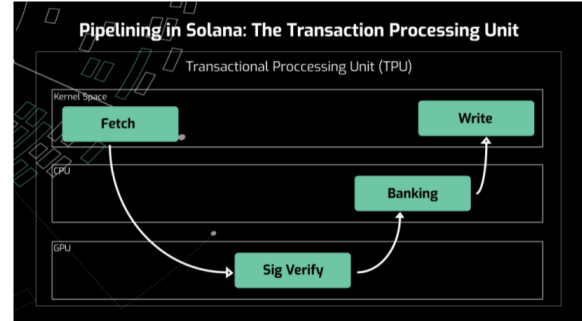 Pipelining in Solana: The Transaction Processing Unit
Transactional Proccessing Unit (TPU)
Kernel Space
Fetch
Write
CPU
Banking
GPU
Sig Verify